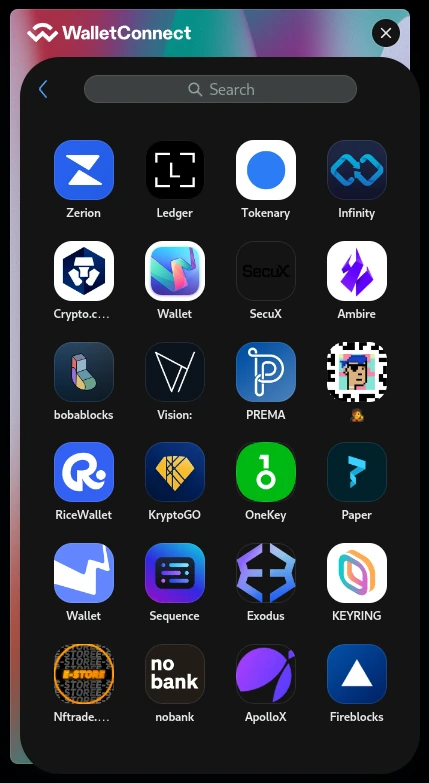 WalletConnect
Search
Zerion
Ledger
Tokenary
Infinity
Crypto.c...
Wallet
SecuX
SecuX
Ambire
bobablocks
Vision:
PREMA
RiceWallet
KryptoGO
OneKey
Paper
Wallet
Sequence
Exodus
KEYRING
E-STORE
no
bank
Nftrade....
nobank
ApolloX
Fireblocks